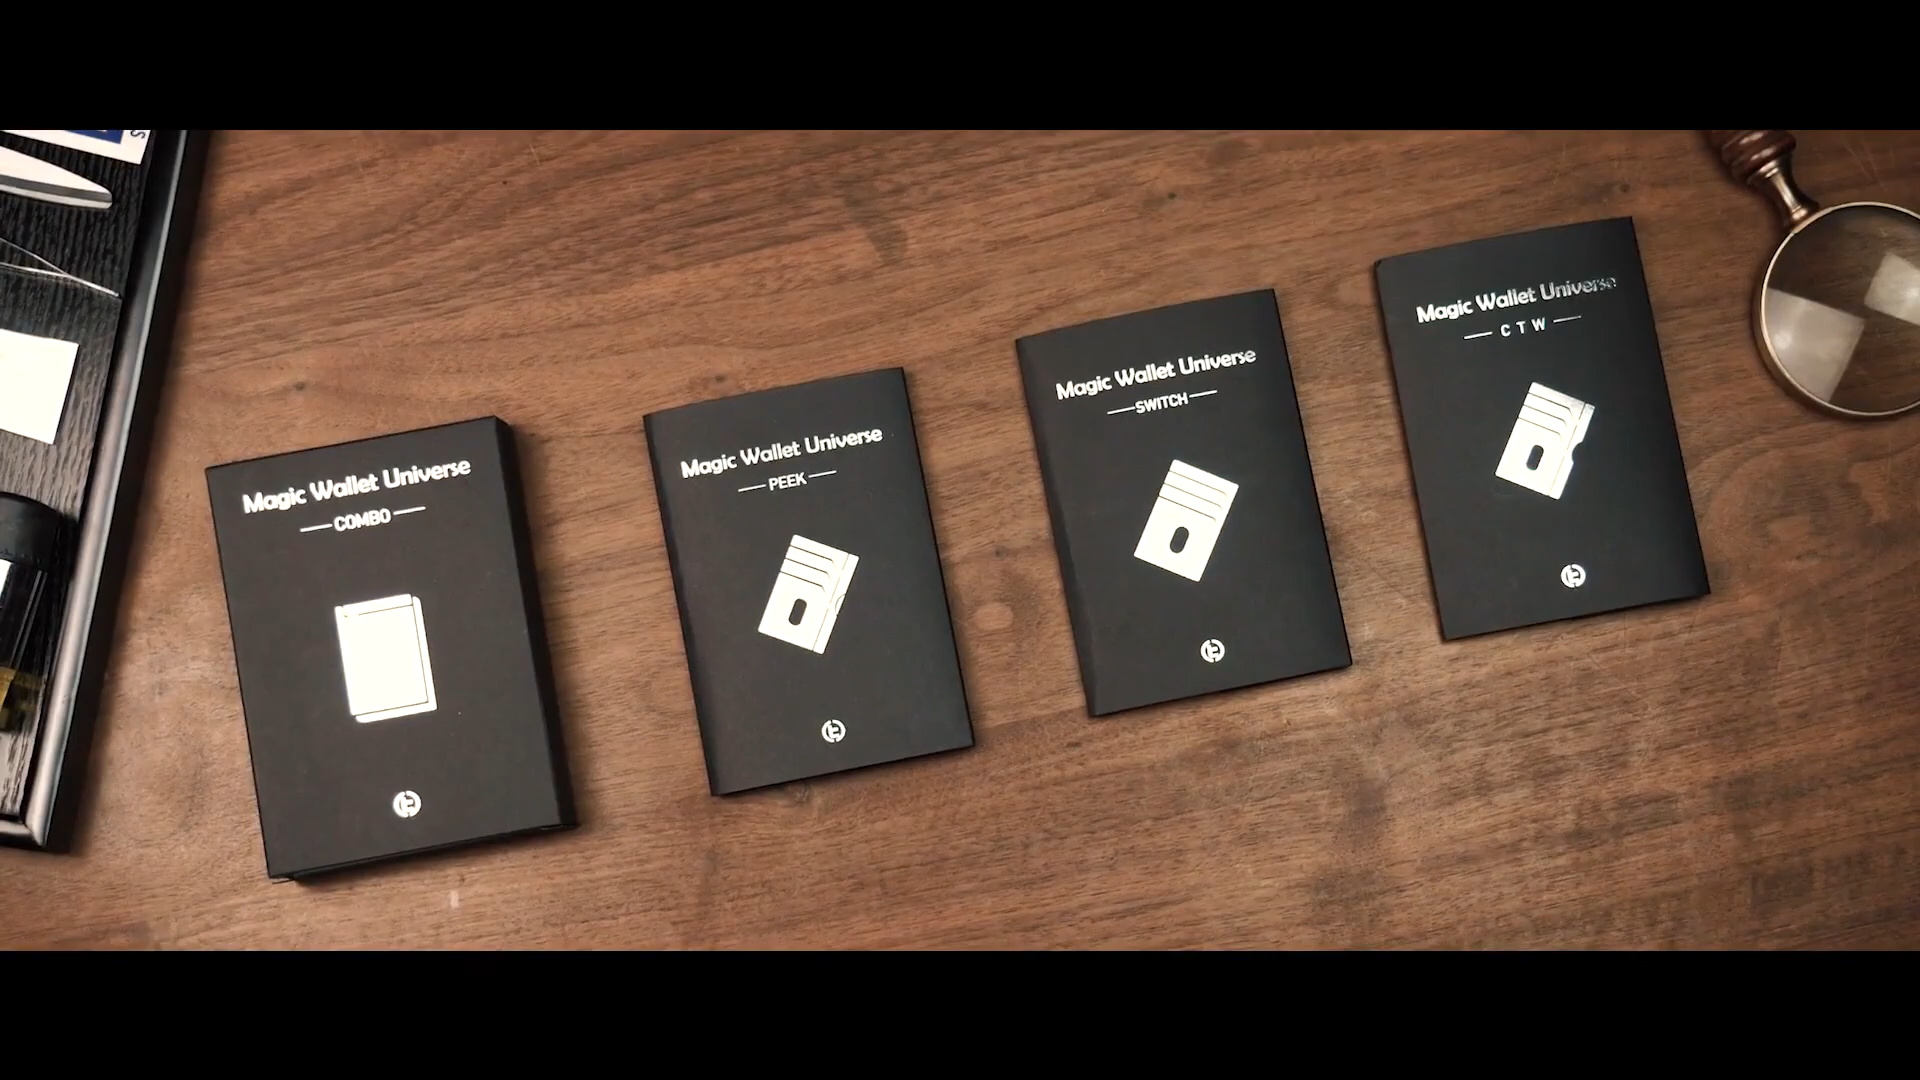 Magic Wallet Universe
COMBO
Magic Wallet Universe
PEEK
Magic Wallet Universe
SWITCH
Magic Wallet Universe
C T W
S